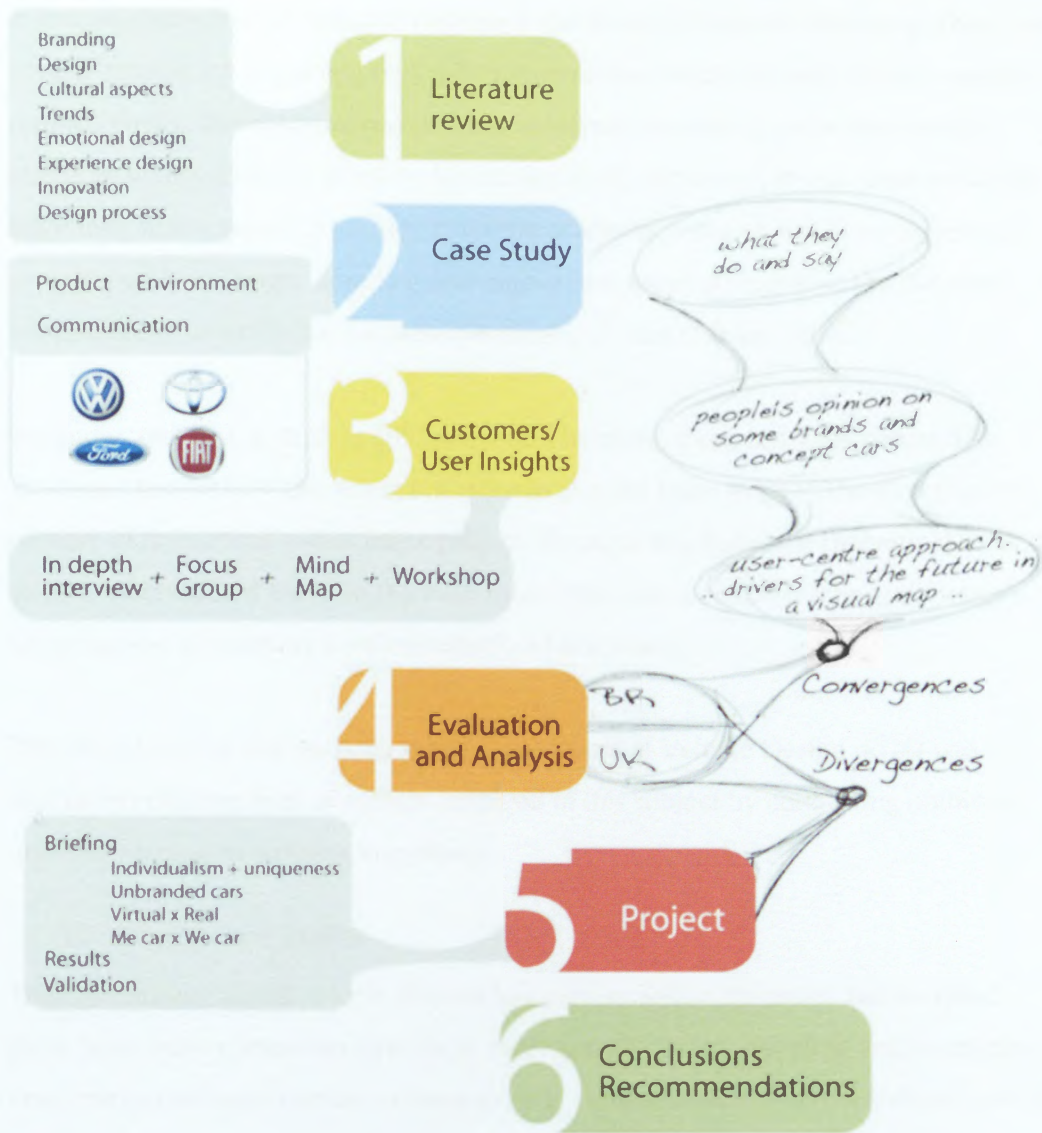 Branding
Design
Cultural aspects
Trends
Emotional design
Experience design
Innovation
Design process
1
Literature
review
2
Case Study
what they
do and say
Product Environment
Communication
VW
Ford
FIAT
3
Customers/
User Insights
people's opinion on
some brands and
concept cars
In depth
interview + Focus
Group + Mind
Map + Workshop
user-centre approach.
.. drivers for the future in
a visual map ..
4
Evaluation
and Analysis
BR
UK
Convergences
Divergences
Briefing
Individualism + uniqueness
Unbranded cars
Virtual x Real
Me car x We car
Results
Validation
5
Project
6
Conclusions
Recommendations